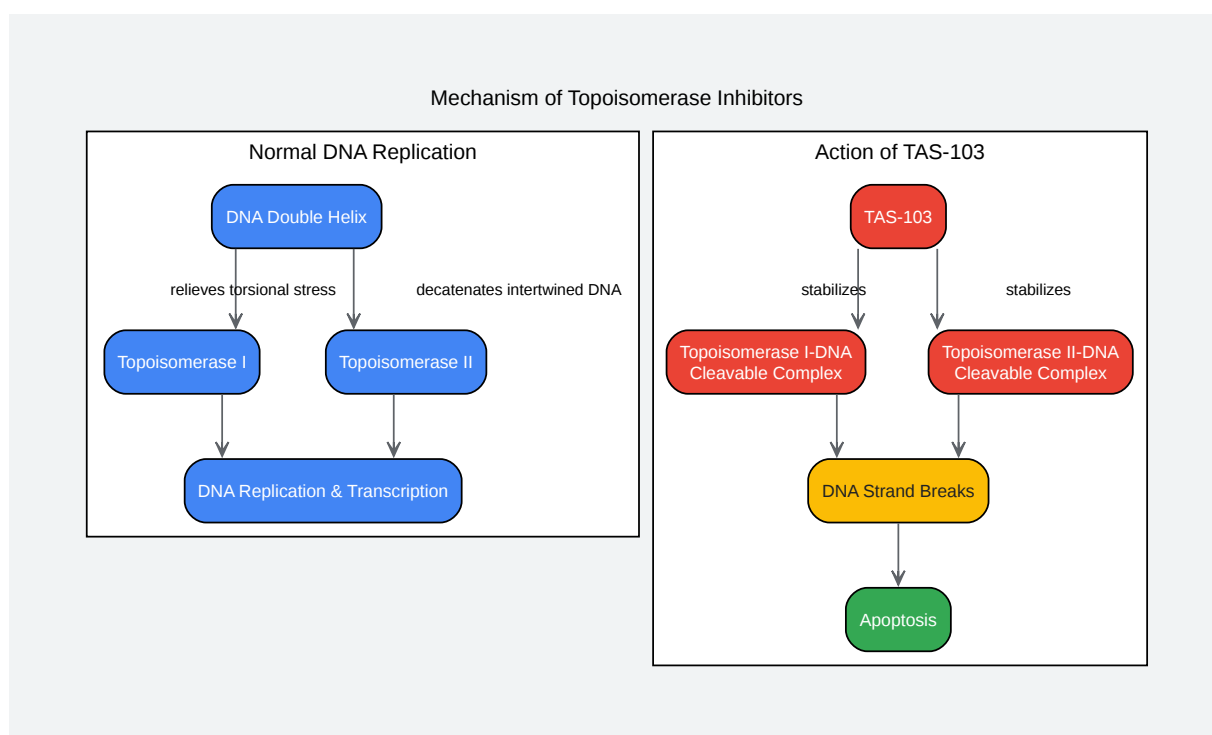 Mechanism of Topoisomerase Inhibitors
Normal DNA Replication
DNA Double Helix
relieves torsional stress
decatenates intertwined DNA
Topoisomerase I
Topoisomerase II
DNA Replication & Transcription
Action of TAS-103
TAS-103
stabilizes
stabilizes
Topoisomerase I-DNA
Cleavable Complex
Topoisomerase II-DNA
Cleavable Complex
DNA Strand Breaks
Apoptosis